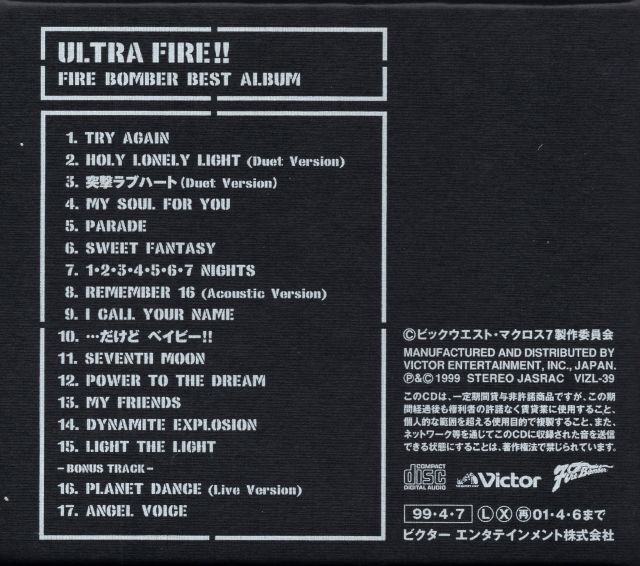 ULTRA FIRE!!
FIRE BOMBER BEST ALBUM
1. TRY AGAIN
2. HOLY LONELY LIGHT (Duet Version)
3. 突撃ラブハート (Duet Version)
4. MY SOUL FOR YOU
5. PARADE
6. SWEET FANTASY
7. 1・2・3・4・5・6・7 NIGHTS
8. REMEMBER 16 (Acoustic Version)
9. I CALL YOUR NAME
10. …だけど ベイビー!!
11. SEVENTH MOON
12. POWER TO THE DREAM
13. MY FRIENDS
14. DYNAMITE EXPLOSION
15. LIGHT THE LIGHT
-BONUS TRACK-
16. PLANET DANCE (Live Version)
17. ANGEL VOICE
©ビックウエスト・マクロス7製作委員会
MANUFACTURED AND DISTRIBUTED BY
VICTOR ENTERTAINMENT, INC., JAPAN.
Ⓟ&© 1999 STEREO JASRAC VIZL-39
このCDは、一定期間貸与非許諾商品ですが、この期
間経過後も権利者の許諾なく賃貸業に使用すること、
個人的な範囲を超える使用目的で複製すること、また、
ネットワーク等を通じてこのCDに収録された音を送信
できる状態にすることは、著作権法で禁じられています。
COMPACT disc DIGITAL AUDIO Victor Fire Bomber
99・4・7 Ⓛ Ⓧ ㊢01・4・6まで
ビクター エンタテインメント株式会社